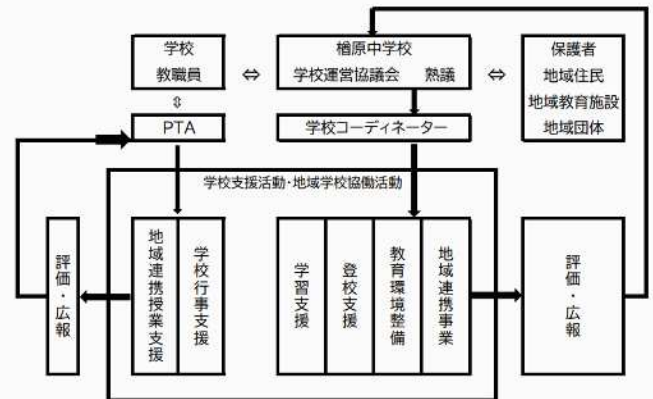 学校
教職員
⇔
楢原中学校
学校運営協議会　熟議
⇔
保護者
地域住民
地域教育施設
地域団体
⇕
PTA
学校コーディネーター
学校支援活動・地域学校協働活動
評価・広報
地域連携授業支援
学校行事支援
学習支援
登校支援
教育環境整備
地域連携事業
評価・広報